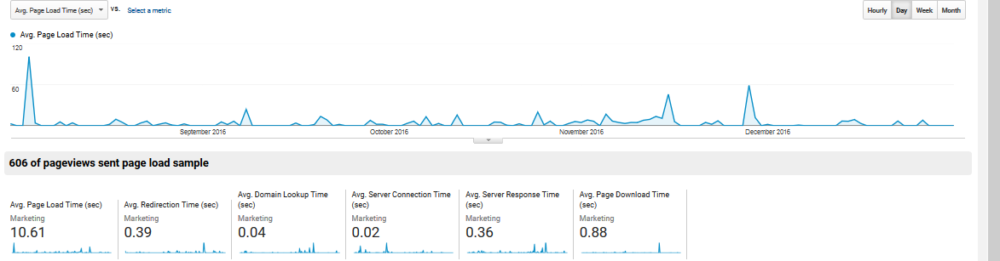 Avg. Page Load Time (sec) vs. Select a metric Hourly Day Week Month
Avg. Page Load Time (sec)
120
60
September 2016 October 2016 November 2016 December 2016
606 of pageviews sent page load sample
Avg. Page Load Time (sec)
Marketing
10.61
Avg. Redirection Time (sec)
Marketing
0.39
Avg. Domain Lookup Time
(sec)
Marketing
0.04
Avg. Server Connection Time
(sec)
Marketing
0.02
Avg. Server Response Time
(sec)
Marketing
0.36
Avg. Page Download Time
(sec)
Marketing
0.88